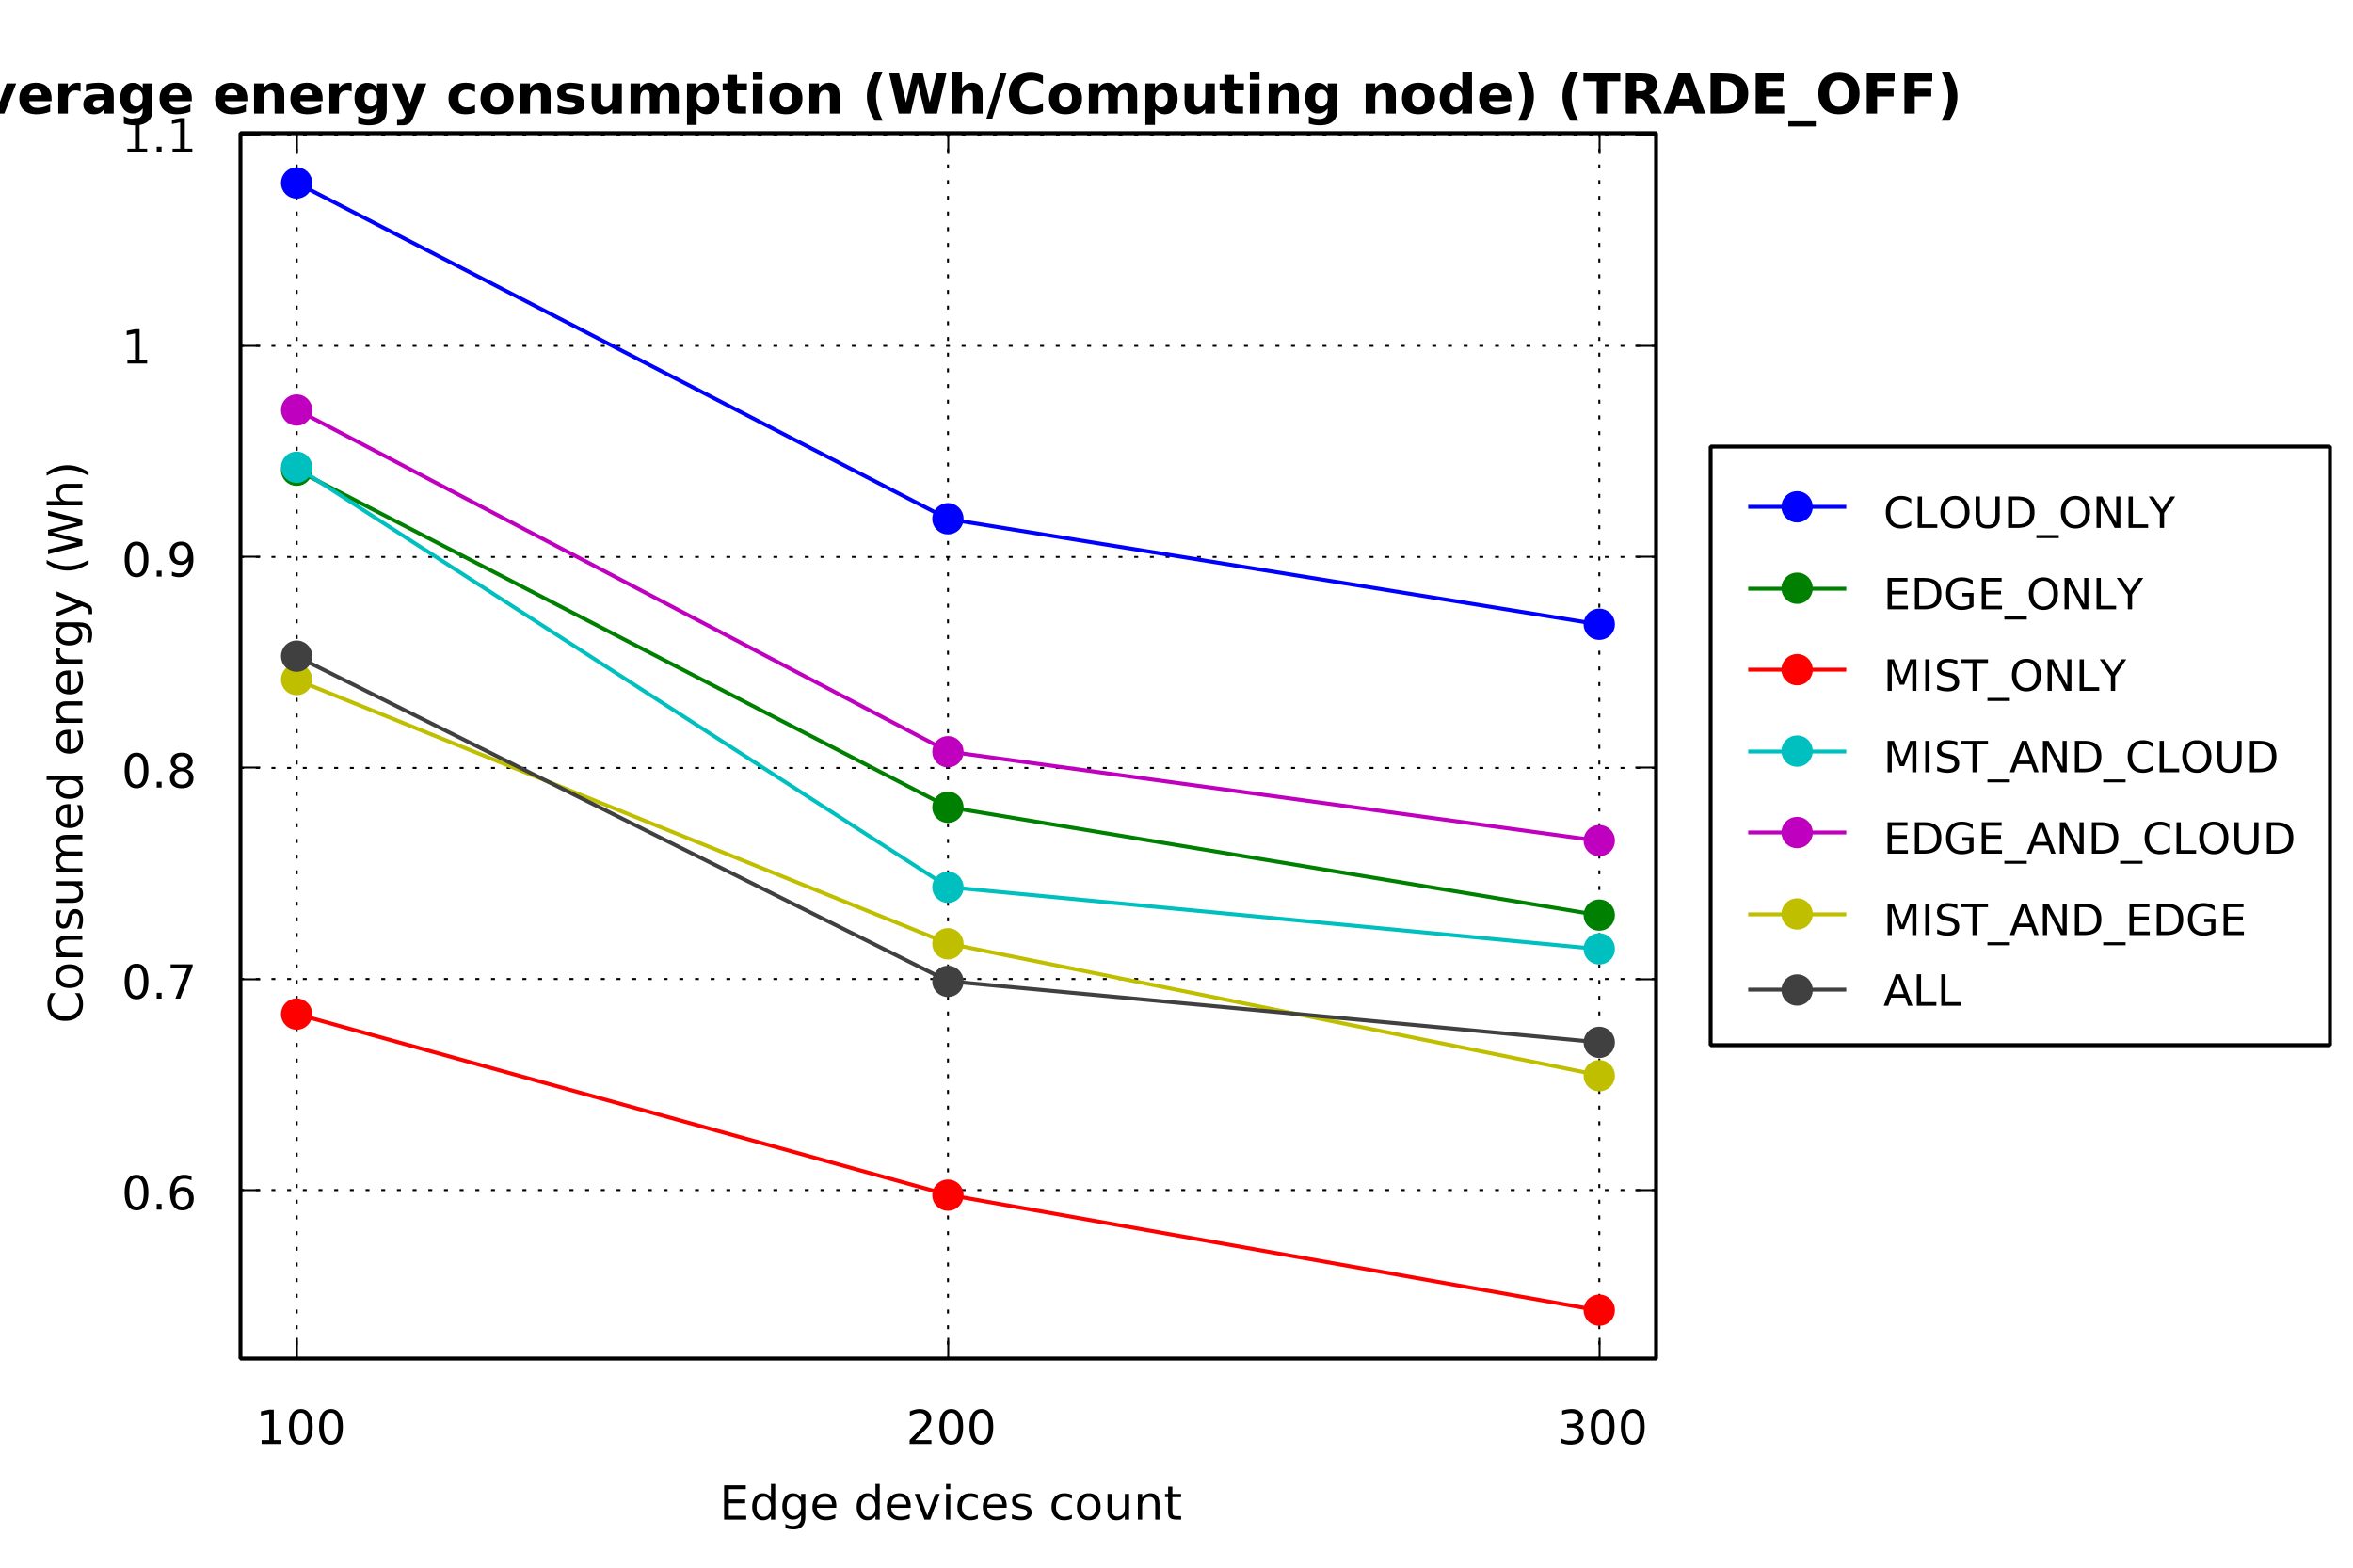 verage energy consumption (Wh/Computing node) (TRADE_OFF)
1.1
1
0.9
0.8
0.7
0.6
Consumed energy (Wh)
100 200 300
Edge devices count
CLOUD_ONLY
EDGE_ONLY
MIST_ONLY
MIST_AND_CLOUD
EDGE_AND_CLOUD
MIST_AND_EDGE
ALL